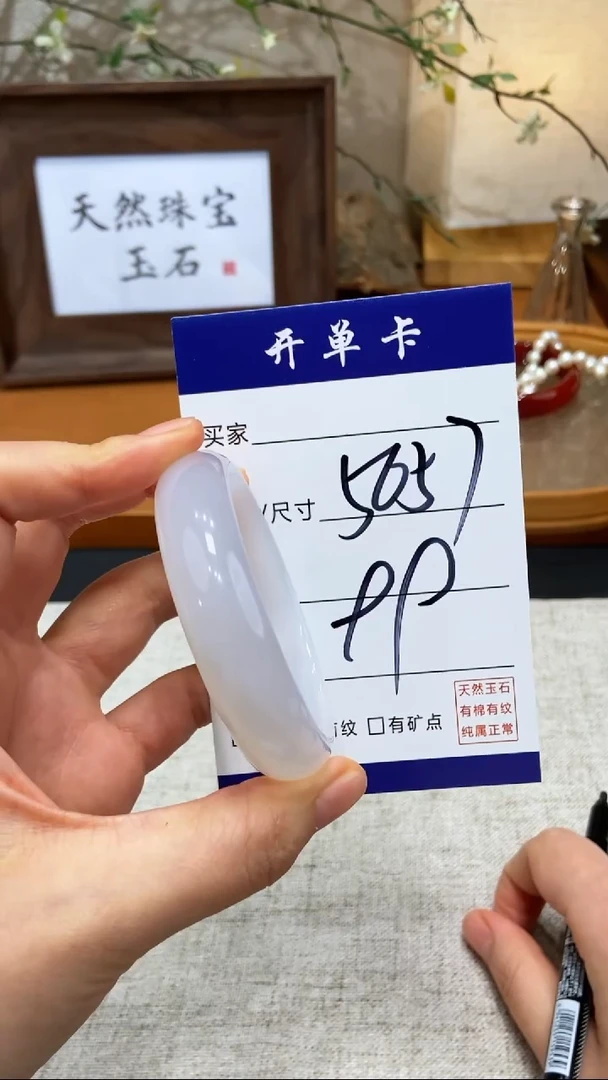 天然珠宝
玉石
开单卡
买家
/尺寸
5057
纹 有矿点
天然玉石
有棉有纹
纯属正常